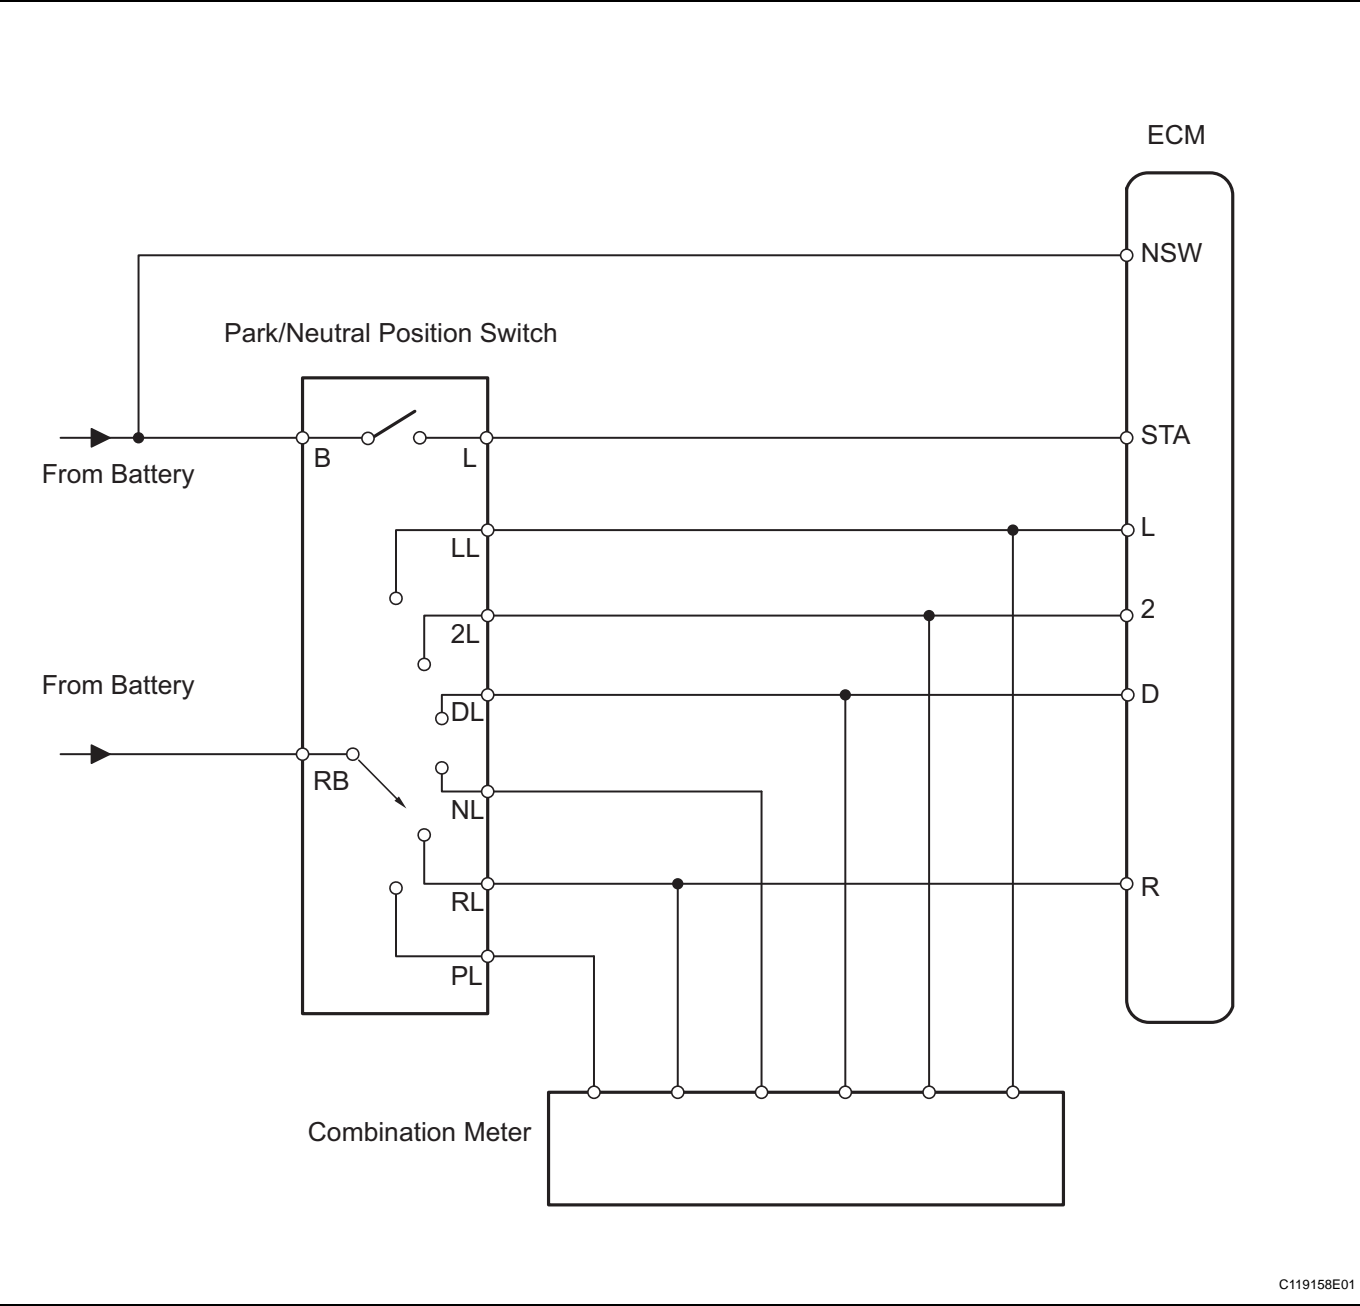 ECM
NSW
Park/Neutral Position Switch
B
L
STA
From Battery
LL
L
2L
2
From Battery
DL
D
RB
NL
RL
R
PL
Combination Meter
C119158E01